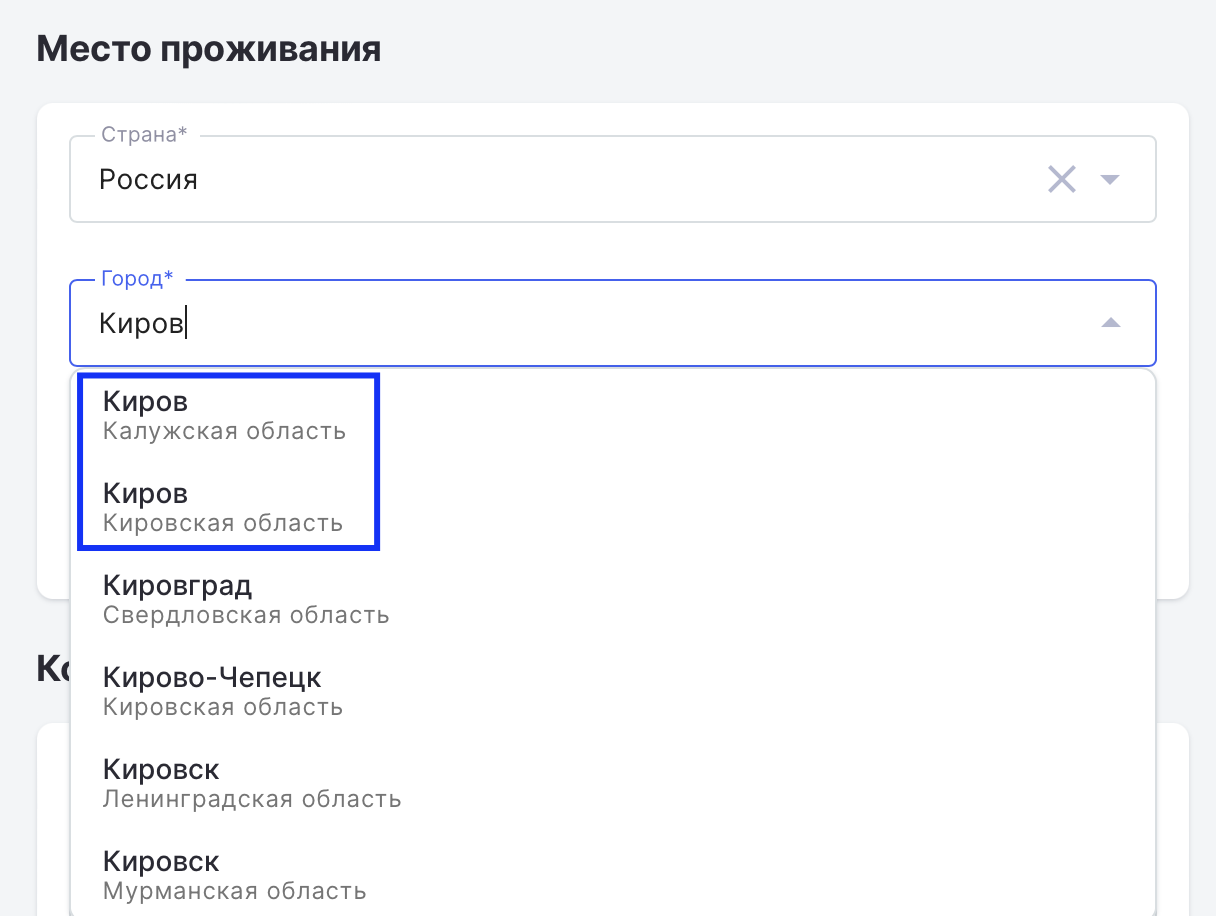 Место проживания
Страна*
Россия
Город*
Киров
Киров
Калужская область
Киров
Кировская область
Кировград
Свердловская область
Кирово-Чепецк
Кировская область
Кировск
Ленинградская область
Кировск
Мурманская область